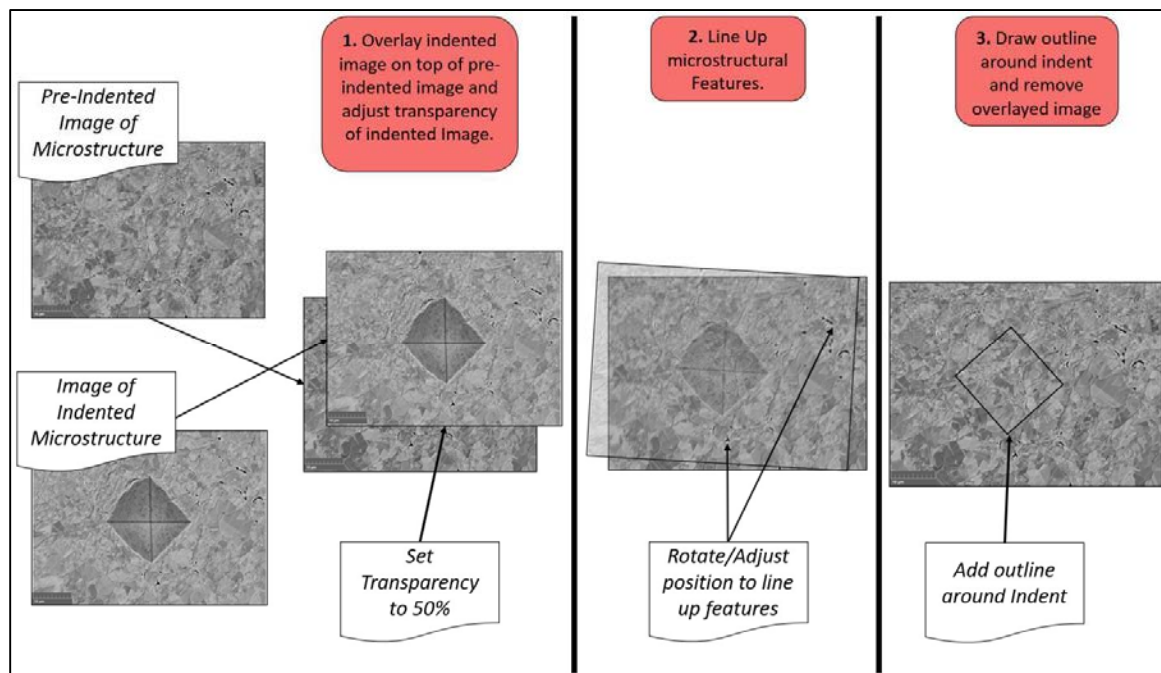 1. Overlay indented
image on top of pre-
indented image and
adjust transparency
of indented Image.
2. Line Up
microstructural
Features.
3. Draw outline
around indent
and remove
overlayed image
Pre-Indented
Image of
Microstructure
Image of
Indented
Microstructure
Set
Transparency
to 50%
Rotate/Adjust
position to line
up features
Add outline
around Indent